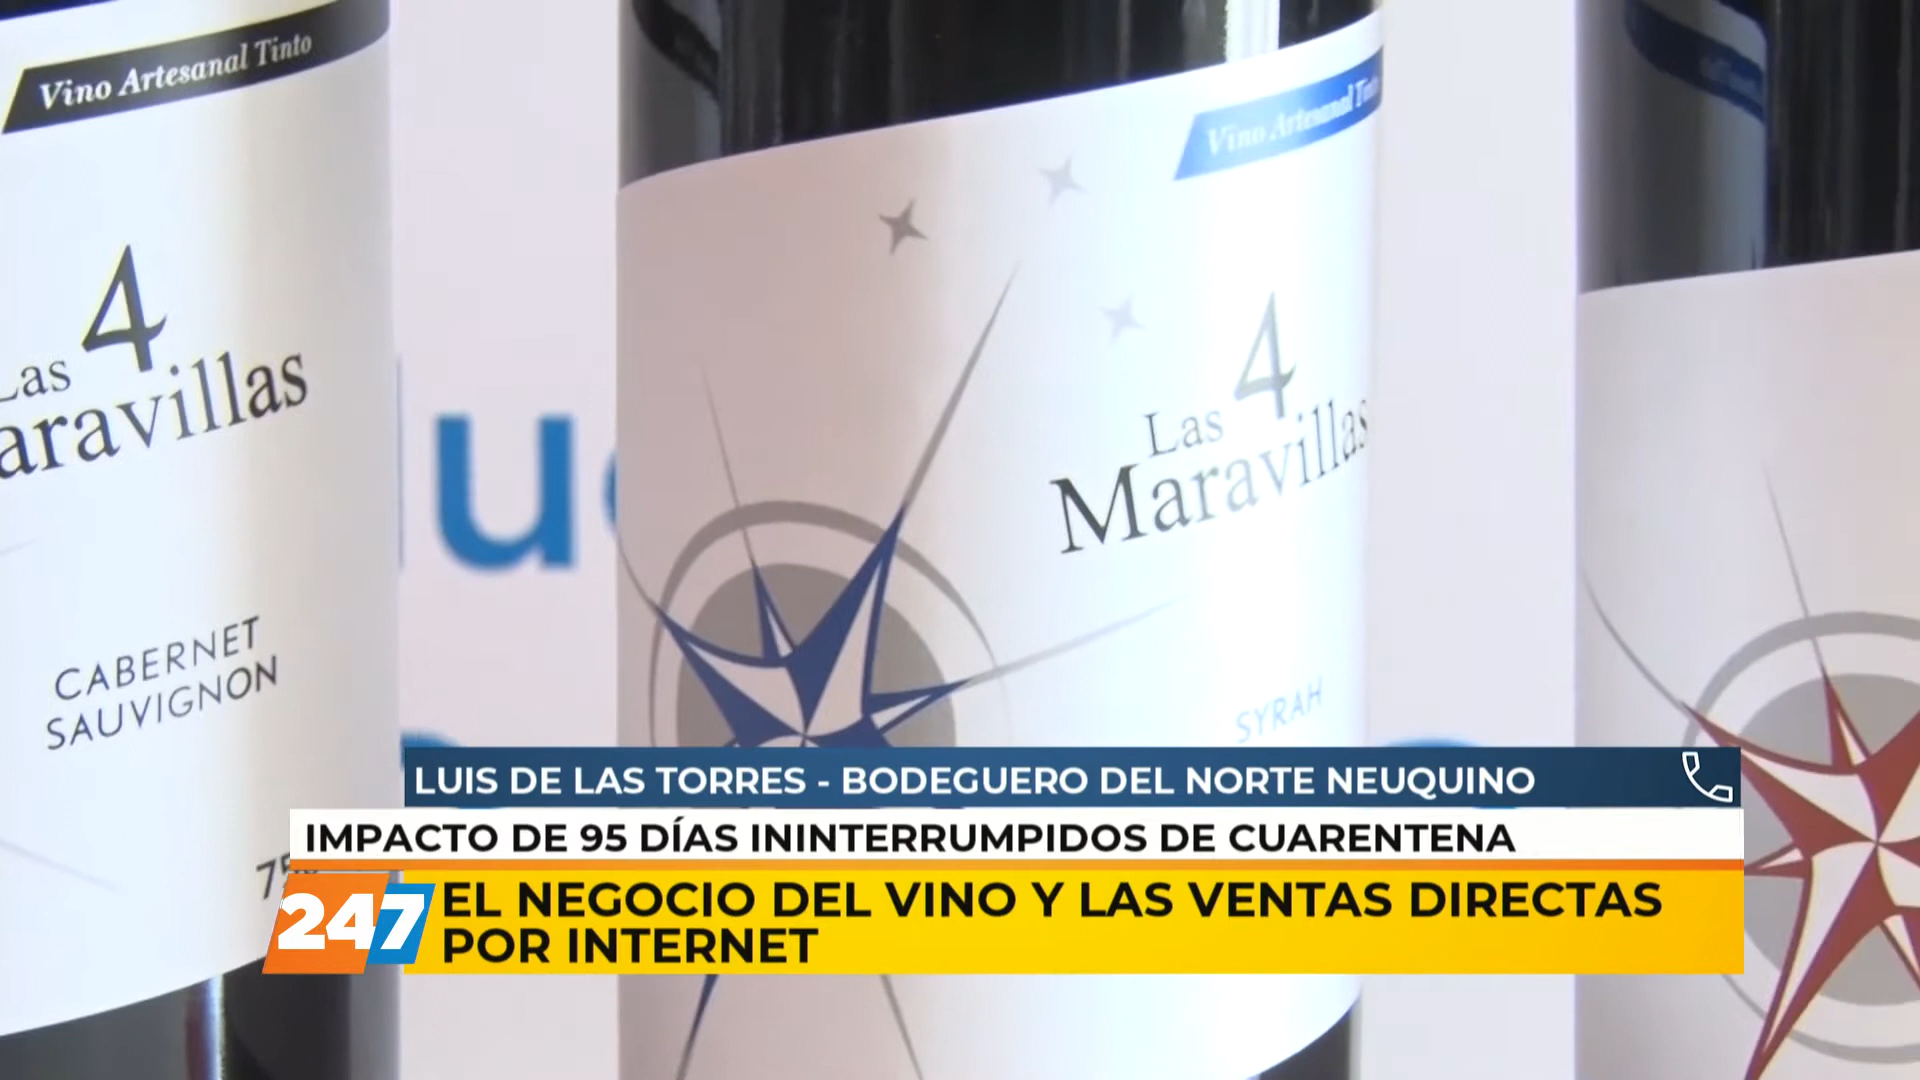 Vino Artesanal Tinto
Las 4
aravillas
CABERNET
SAUVIGNON
Vino Artesanal Tinto
Las 4
Maravillas
SYRAH
LUIS DE LAS TORRES - BODEGUERO DEL NORTE NEUQUINO
IMPACTO DE 95 DÍAS ININTERRUMPIDOS DE CUARENTENA
247
EL NEGOCIO DEL VINO Y LAS VENTAS DIRECTAS
POR INTERNET